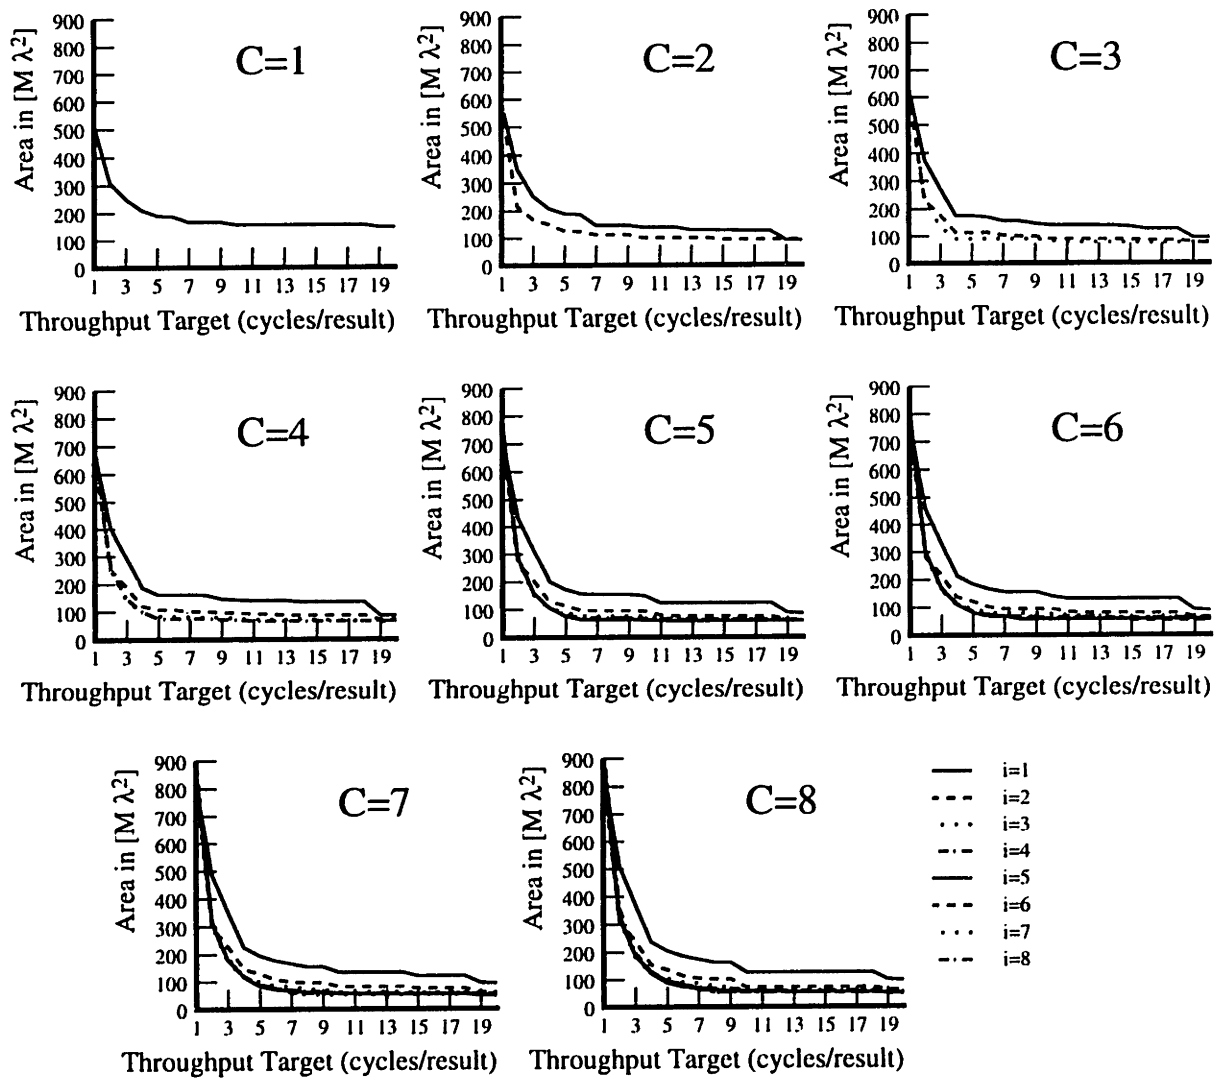 C=1
Area in [M λ²]
900
800
700
600
500
400
300
200
100
0
1 3 5 7 9 11 13 15 17 19
Throughput Target (cycles/result)
C=2
Area in [M λ²]
900
800
700
600
500
400
300
200
100
0
1 3 5 7 9 11 13 15 17 19
Throughput Target (cycles/result)
C=3
Area in [M λ²]
900
800
700
600
500
400
300
200
100
0
1 3 5 7 9 11 13 15 17 19
Throughput Target (cycles/result)
C=4
Area in [M λ²]
900
800
700
600
500
400
300
200
100
0
1 3 5 7 9 11 13 15 17 19
Throughput Target (cycles/result)
C=5
Area in [M λ²]
900
800
700
600
500
400
300
200
100
0
1 3 5 7 9 11 13 15 17 19
Throughput Target (cycles/result)
C=6
Area in [M λ²]
900
800
700
600
500
400
300
200
100
0
1 3 5 7 9 11 13 15 17 19
Throughput Target (cycles/result)
C=7
Area in [M λ²]
900
800
700
600
500
400
300
200
100
0
1 3 5 7 9 11 13 15 17 19
Throughput Target (cycles/result)
C=8
Area in [M λ²]
900
800
700
600
500
400
300
200
100
0
1 3 5 7 9 11 13 15 17 19
Throughput Target (cycles/result)
i=1
i=2
i=3
i=4
i=5
i=6
i=7
i=8